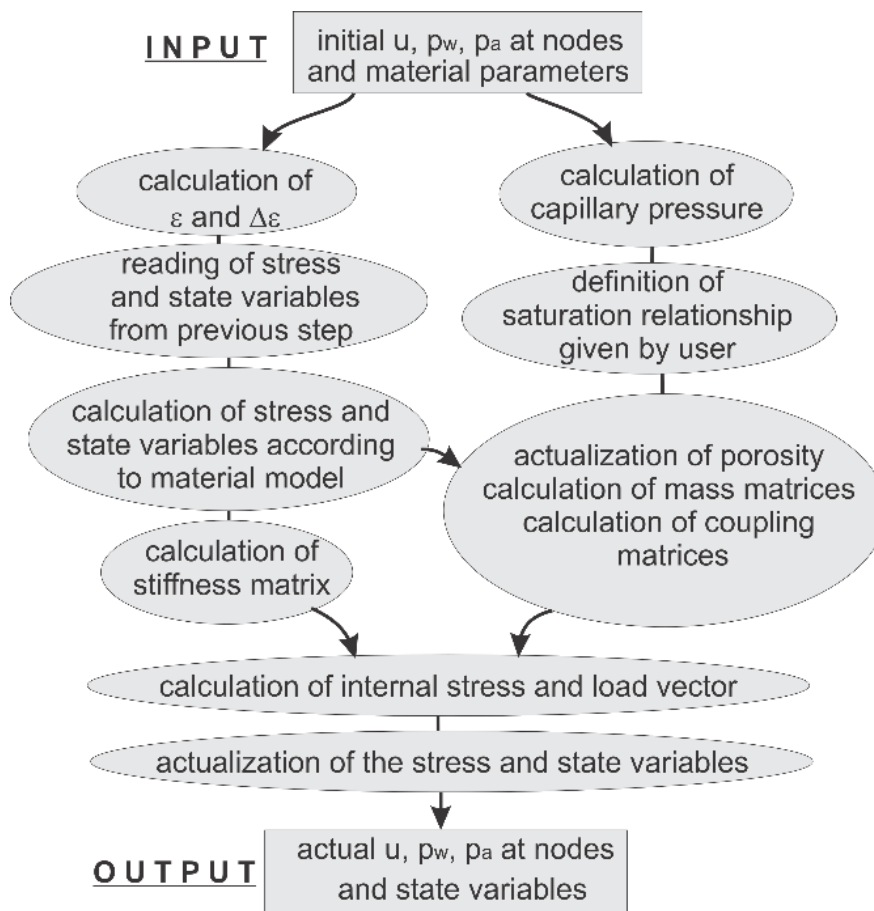 INPUT
initial u, pw, pa at nodes
and material parameters
calculation of
ε and Δε
calculation of
capillary pressure
reading of stress
and state variables
from previous step
definition of
saturation relationship
given by user
calculation of stress and
state variables according
to material model
actualization of porosity
calculation of mass matrices
calculation of coupling
matrices
calculation of
stiffness matrix
calculation of internal stress and load vector
actualization of the stress and state variables
OUTPUT
actual u, pw, pa at nodes
and state variables